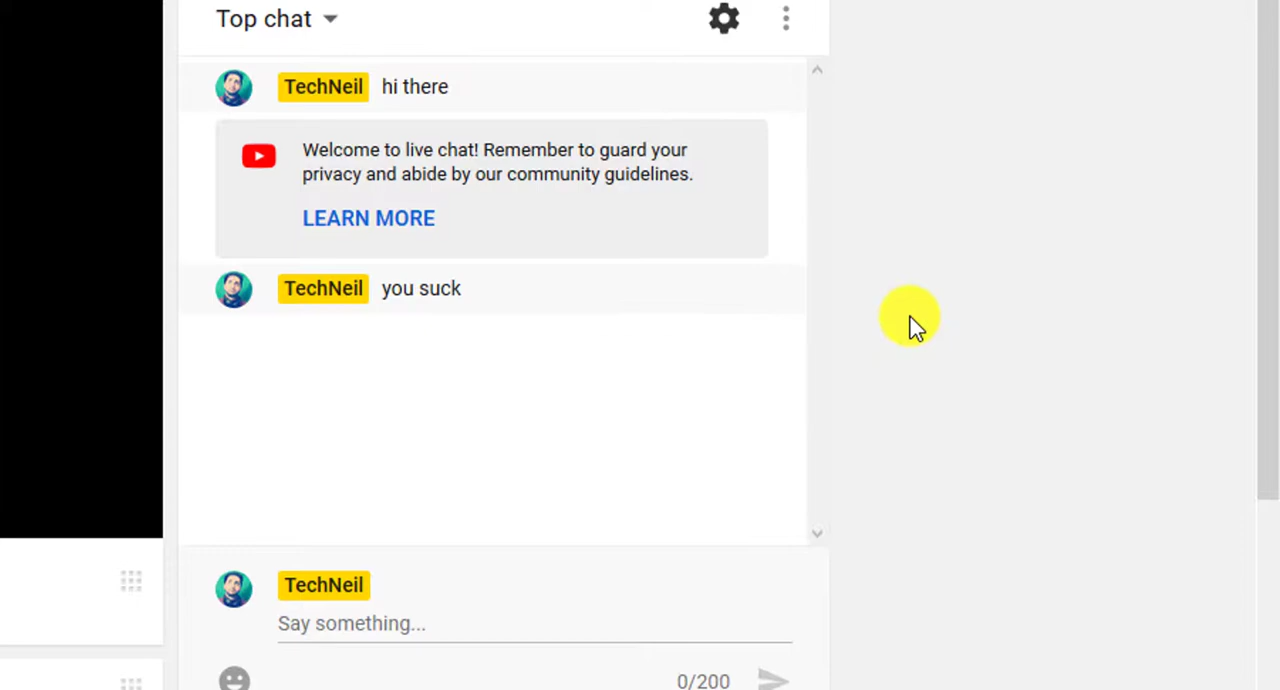 Top chat
TechNeil hi there
Welcome to live chat! Remember to guard your
privacy and abide by our community guidelines.
LEARN MORE
TechNeil you suck
TechNeil
Say something...
0/200